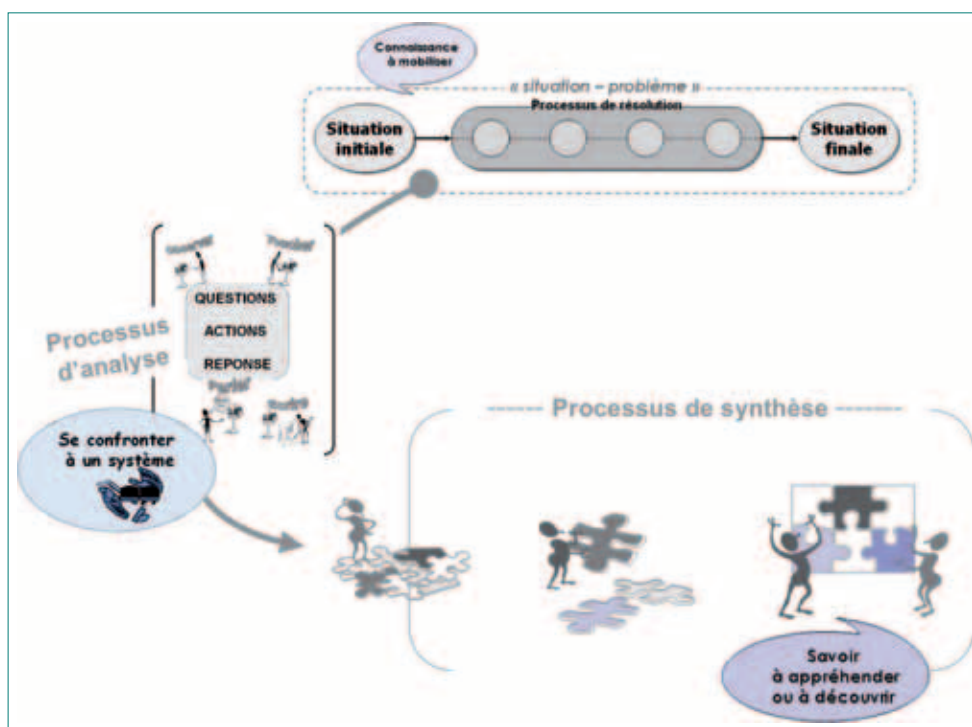 Connaissance
à mobiliser
« situation – problème »
Processus de résolution
Situation
initiale
Situation
finale
QUESTIONS
ACTIONS
REPONSE
Processus
d'analyse
Se confronter
à un système
Processus de synthèse
Savoir
à appréhender
ou à découvrir